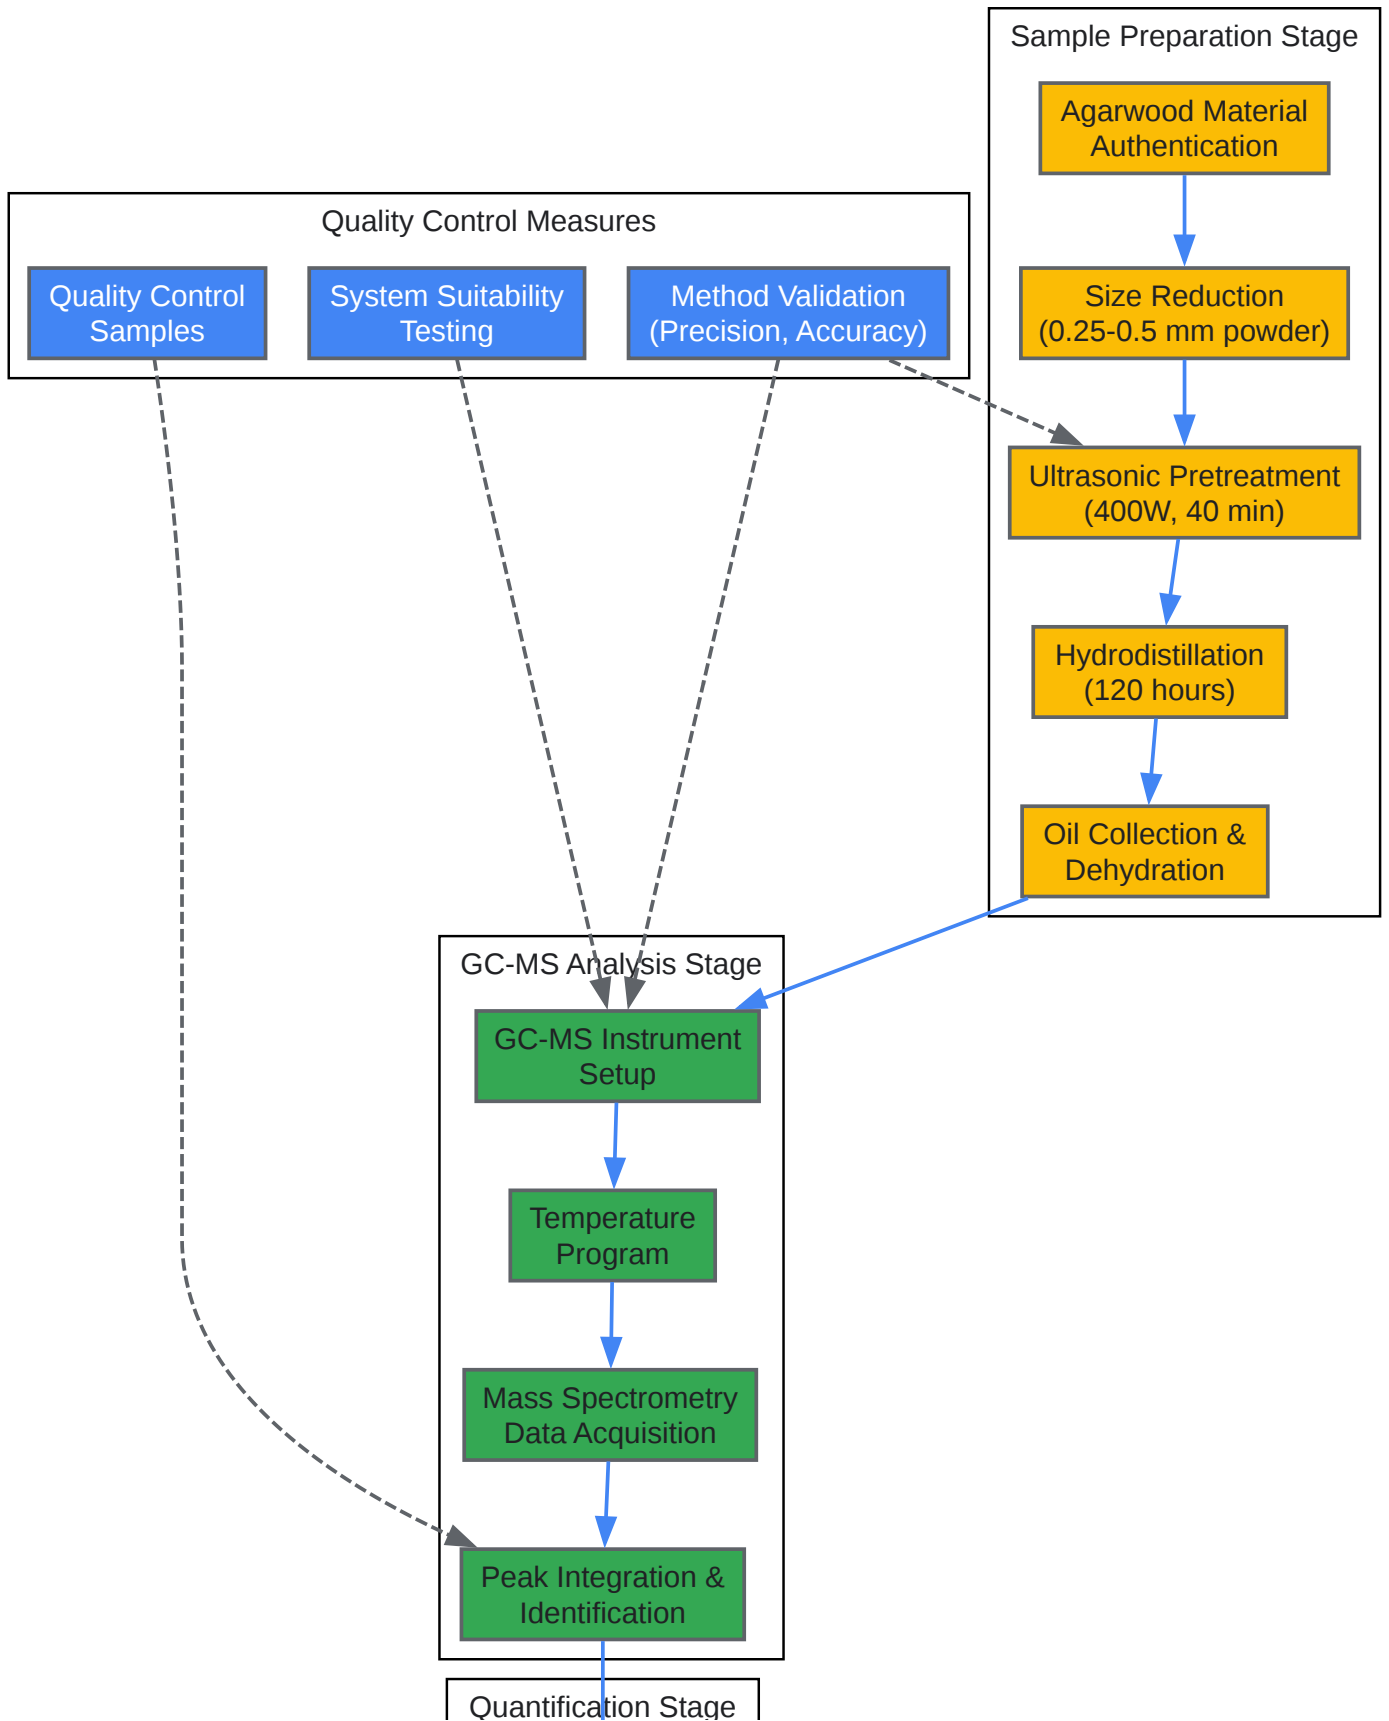 Sample Preparation Stage
Agarwood Material
Authentication
Quality Control Measures
Quality Control
Samples
System Suitability
Testing
Method Validation
(Precision, Accuracy)
Size Reduction
(0.25-0.5 mm powder)
Ultrasonic Pretreatment
(400W, 40 min)
Hydrodistillation
(120 hours)
Oil Collection &
Dehydration
GC-MS Analysis Stage
GC-MS Instrument
Setup
Temperature
Program
Mass Spectrometry
Data Acquisition
Peak Integration &
Identification
Quantification Stage